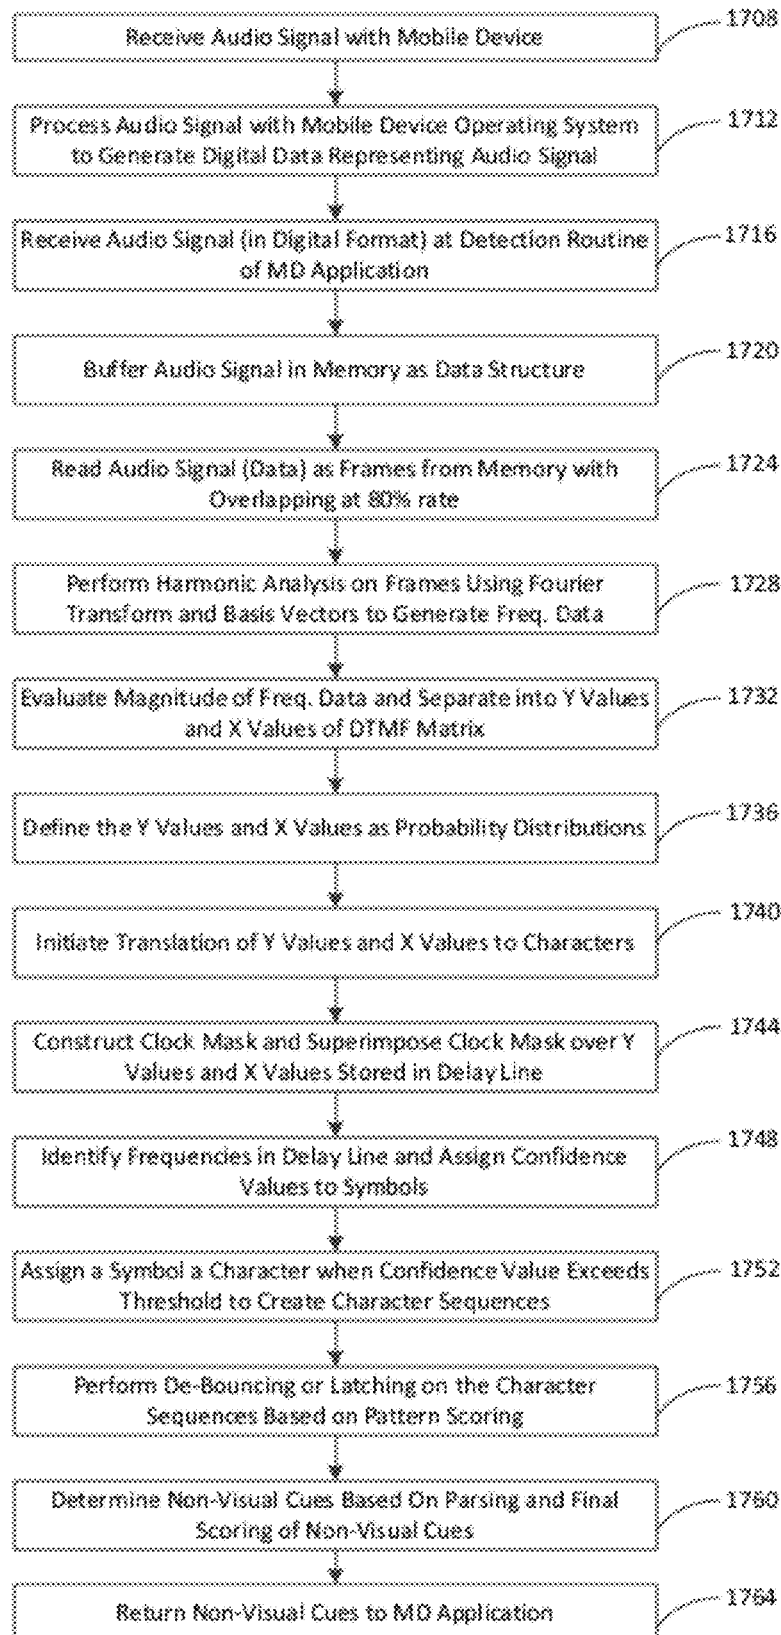 Receive Audio Signal with Mobile Device
1708
Process Audio Signal with Mobile Device Operating System
to Generate Digital Data Representing Audio Signal
1712
Receive Audio Signal (in Digital Format) at Detection Routine
of MD Application
1716
Buffer Audio Signal in Memory as Data Structure
1720
Read Audio Signal (Data) as Frames from Memory with
Overlapping at 80% rate
1724
Perform Harmonic Analysis on Frames Using Fourier
Transform and Basis Vectors to Generate Freq. Data
1728
Evaluate Magnitude of Freq. Data and Separate into Y Values
and X Values of DTMF Matrix
1732
Define the Y Values and X Values as Probability Distributions
1736
Initiate Translation of Y Values and X Values to Characters
1740
Construct Clock Mask and Superimpose Clock Mask over Y
Values and X Values Stored in Delay Line
1744
Identify Frequencies in Delay Line and Assign Confidence
Values to Symbols
1748
Assign a Symbol a Character when Confidence Value Exceeds
Threshold to Create Character Sequences
1752
Perform De-Bouncing or Latching on the Character
Sequences Based on Pattern Scoring
1756
Determine Non-Visual Cues Based On Parsing and Final
Scoring of Non-Visual Cues
1760
Return Non-Visual Cues to MD Application
1764